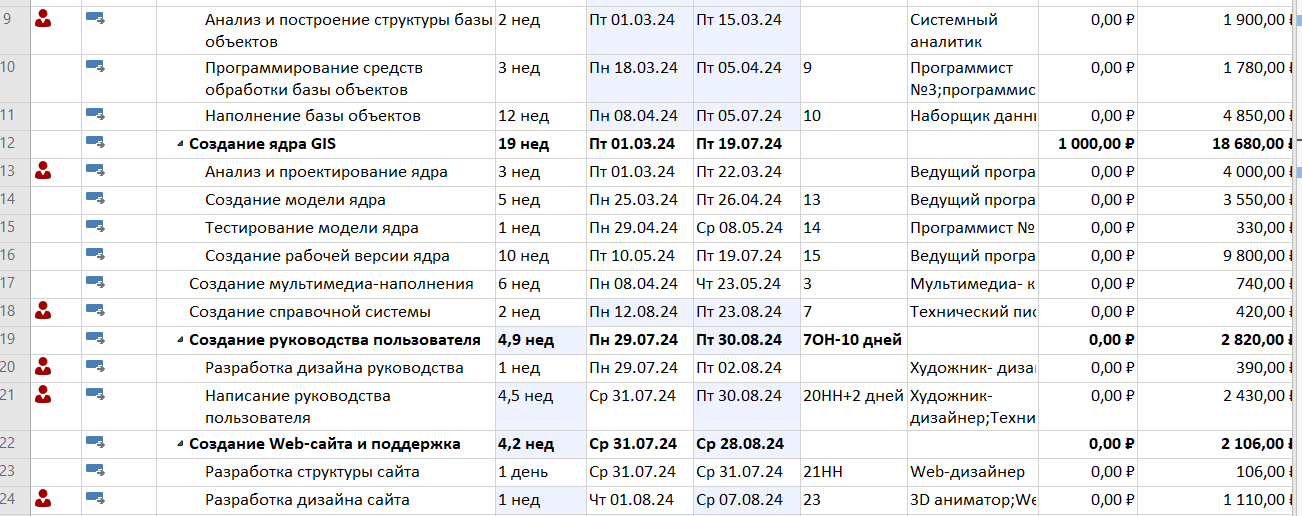 9 Анализ и построение структуры базы 2 нед Пт 01.03.24 Пт 15.03.24 Системный 0,00 ₽ 1 900,00
объектов аналитик
10 Программирование средств 3 нед Пн 18.03.24 Пт 05.04.24 9 Программист 0,00 ₽ 1 780,00
обработки базы объектов №3;програмис
11 Наполнение базы объектов 12 нед Пн 08.04.24 Пт 05.07.24 10 Наборщик 0,00 ₽ 4 850,00
12 Создание ядра GIS 19 нед Пт 01.03.24 Пт 19.07.24 1 000,00 ₽ 18 680,00
13 Анализ и проектирование ядра 3 нед Пт 01.03.24 Пт 22.03.24 Ведущий програ 0,00 ₽ 4 000,00
14 Создание модели ядра 5 нед Пн 25.03.24 Пт 26.04.24 13 Ведущий програ 0,00 ₽ 3 550,00
15 Тестирование модели ядра 1 нед Пн 29.04.24 Ср 08.05.24 14 Программист № 0,00 ₽ 330,00
16 Создание рабочей версии ядра 10 нед Пт 10.05.24 Пт 19.07.24 15 Ведущий програ 0,00 ₽ 9 800,00
17 Создание мультимедиа-наполнения 6 нед Пн 08.04.24 Чт 23.05.24 3 Мультимедиа- к 0,00 ₽ 740,00
18 Создание справочной системы 2 нед Пн 12.08.24 Пт 23.08.24 7 Технический пис 0,00 ₽ 420,00
19 Создание руководства пользователя 4,9 нед Пн 29.07.24 Пт 30.08.24 7ОН-10 дней 0,00 ₽ 2 820,00
20 Разработка дизайна руководства 1 нед Пн 29.07.24 Пт 02.08.24 Художник- диза 0,00 ₽ 390,00
21 Написание руководства 4,5 нед Ср 31.07.24 Пт 30.08.24 20НН+2 дней Художник- 0,00 ₽ 2 430,00
пользователя дизайнер;Техни
22 Создание Web-сайта и поддержка 4,2 нед Ср 31.07.24 Ср 28.08.24 0,00 ₽ 2 106,00
23 Разработка структуры сайта 1 день Ср 31.07.24 Ср 31.07.24 21НН Web-дизайнер 0,00 ₽ 106,00
24 Разработка дизайна сайта 1 нед Чт 01.08.24 Ср 07.08.24 23 3D аниматор;We 0,00 ₽ 1 110,00